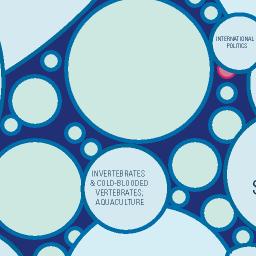 INTERNATIONAL
POLITICS
INVERTEBRATES
& COLD-BLOODED
VERTEBRATES;
AQUACULTURE